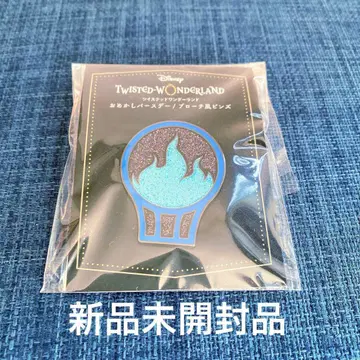 Disney
TWISTED-WONDERLAND
ツイステッドワンダーランド
おめかしバースデー / ブローチ風ピンズ
新品未開封品